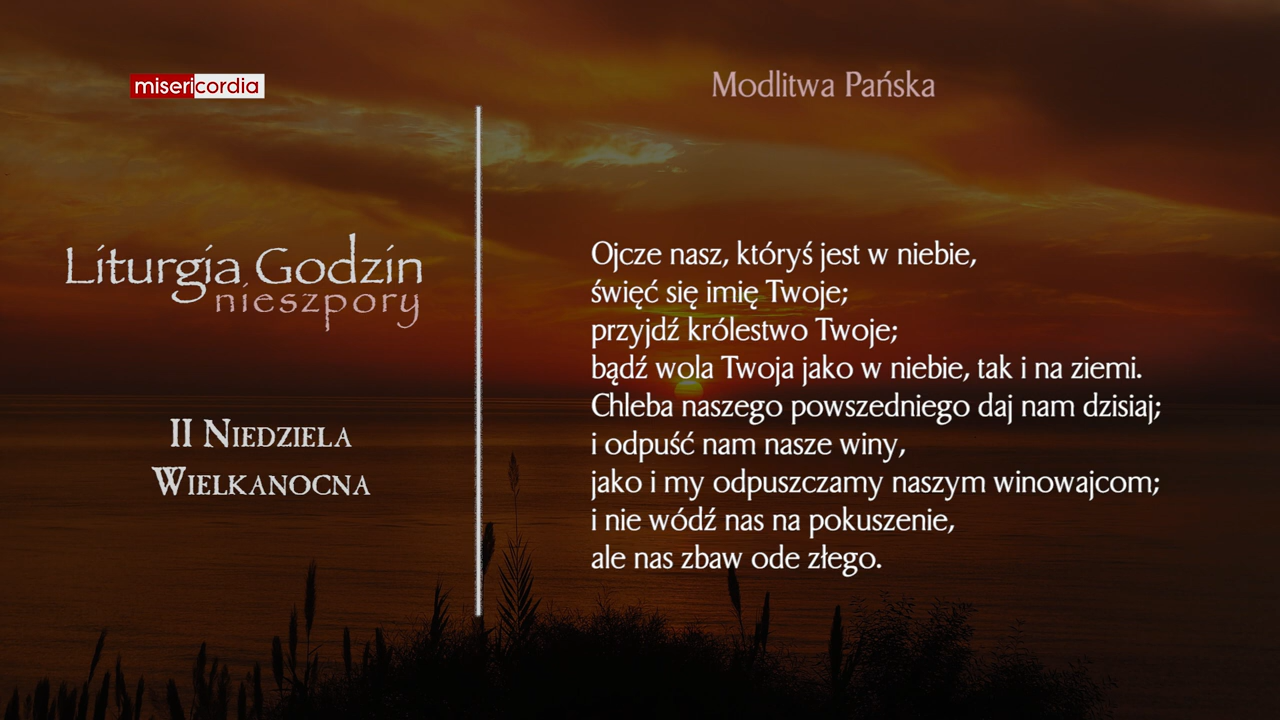 misericordia
Liturgia Godzin
nieszpory
II Niedziela
Wielkanocna
Modlitwa Pańska
Ojcze nasz, któryś jest w niebie,
święć się imię Twoje;
przyjdź królestwo Twoje;
bądź wola Twoja jako w niebie, tak i na ziemi.
Chleba naszego powszedniego daj nam dzisiaj;
i odpuść nam nasze winy,
jako i my odpuszczamy naszym winowajcom;
i nie wódź nas na pokuszenie,
ale nas zbaw ode złego.